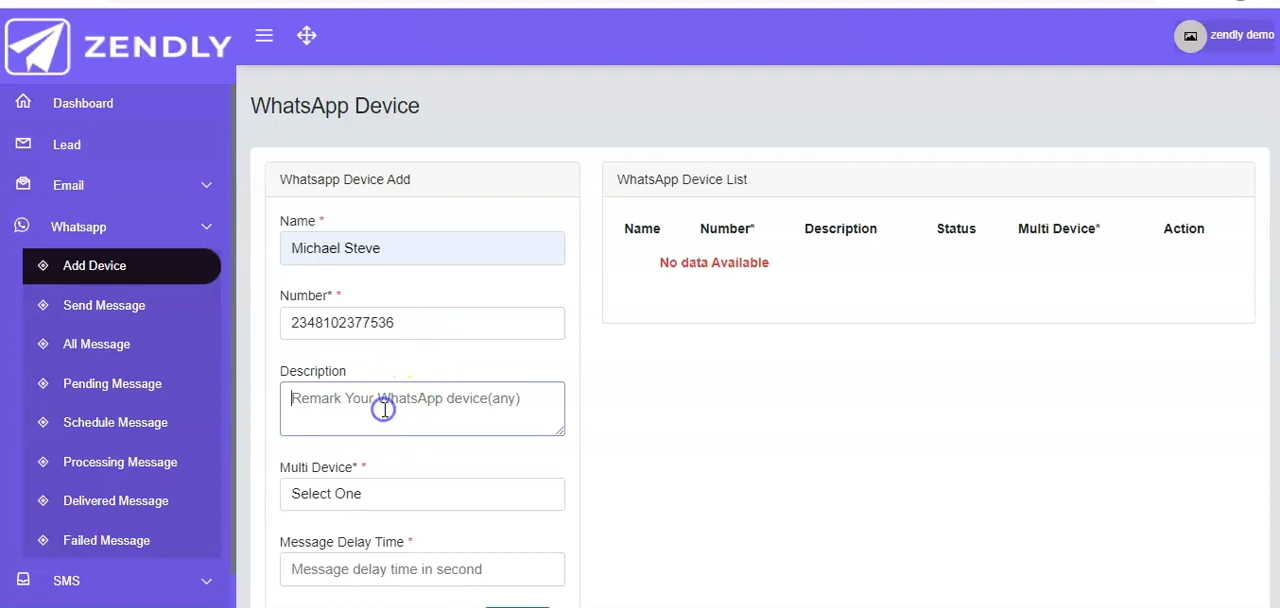 ZENDLY
zendly demo
Dashboard
Lead
Email
Whatsapp
Add Device
Send Message
All Message
Pending Message
Schedule Message
Processing Message
Delivered Message
Failed Message
SMS
WhatsApp Device
Whatsapp Device Add
Name *
Michael Steve
Number* *
2348102377536
Description
Remark Your WhatsApp device(any)
Multi Device* *
Select One
Message Delay Time *
Message delay time in second
WhatsApp Device List
Name Number* Description Status Multi Device* Action
No data Available